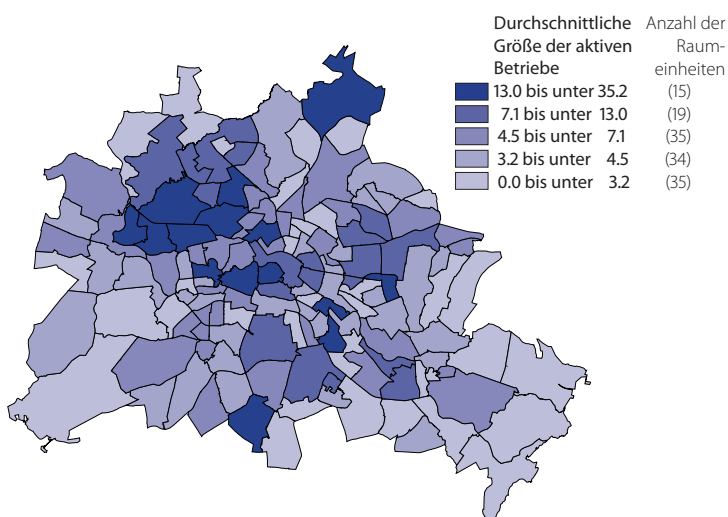 Durchschnittliche Anzahl der
Größe der aktiven Raum-
Betriebe einheiten
13.0 bis unter 35.2 (15)
7.1 bis unter 13.0 (19)
4.5 bis unter 7.1 (35)
3.2 bis unter 4.5 (34)
0.0 bis unter 3.2 (35)